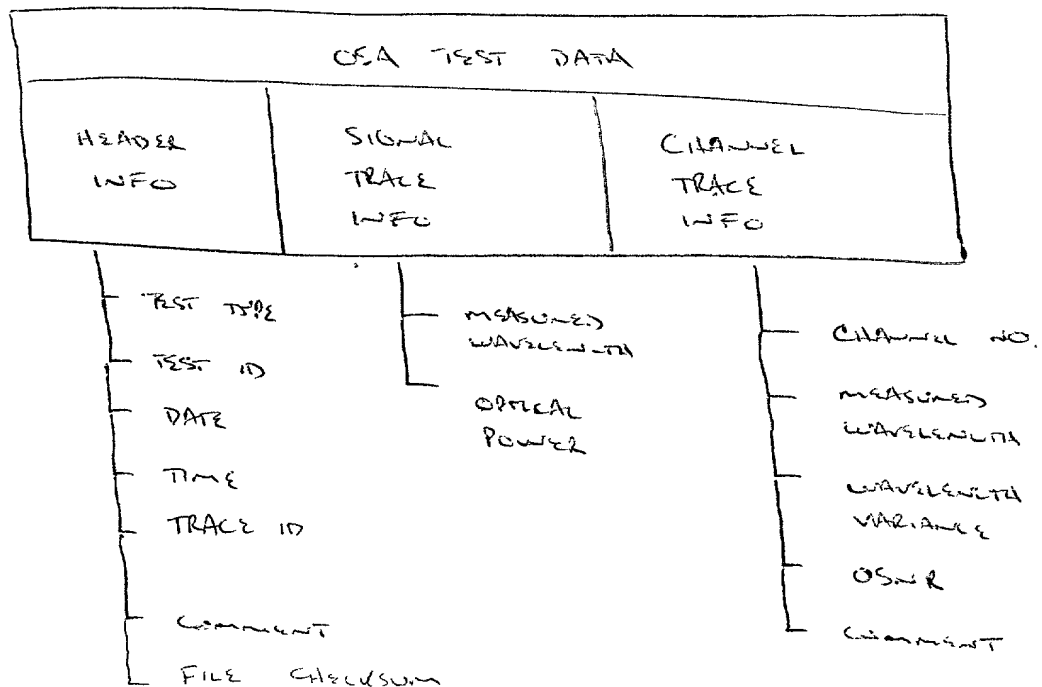 OSA TEST DATA
HEADER
INFO
SIGNAL
TRACE
INFO
CHANNEL
TRACE
INFO
TEST TYPE
TEST ID
DATE
TIME
TRACE ID
COMMENT
FILE CHECKSUM
MEASURED
WAVELENGTH
OPTICAL
POWER
CHANNEL NO.
MEASURED
WAVELENGTH
WAVELENGTH
VARIANCE
OSNR
COMMENT